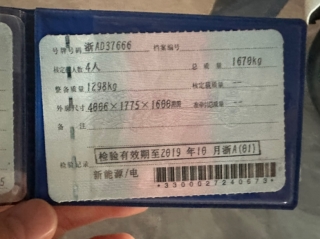 号牌号码 浙AD37666 档案编号
核定载人数 4人 总质量 1670kg
整备质量 1298kg 核定载质量 --
外廓尺寸 4006×1775×1600mm 准牵引总质量 --
备注
检验有效期至2019年10月浙A(01)
检验记录
新能源/电
*3300027240673*